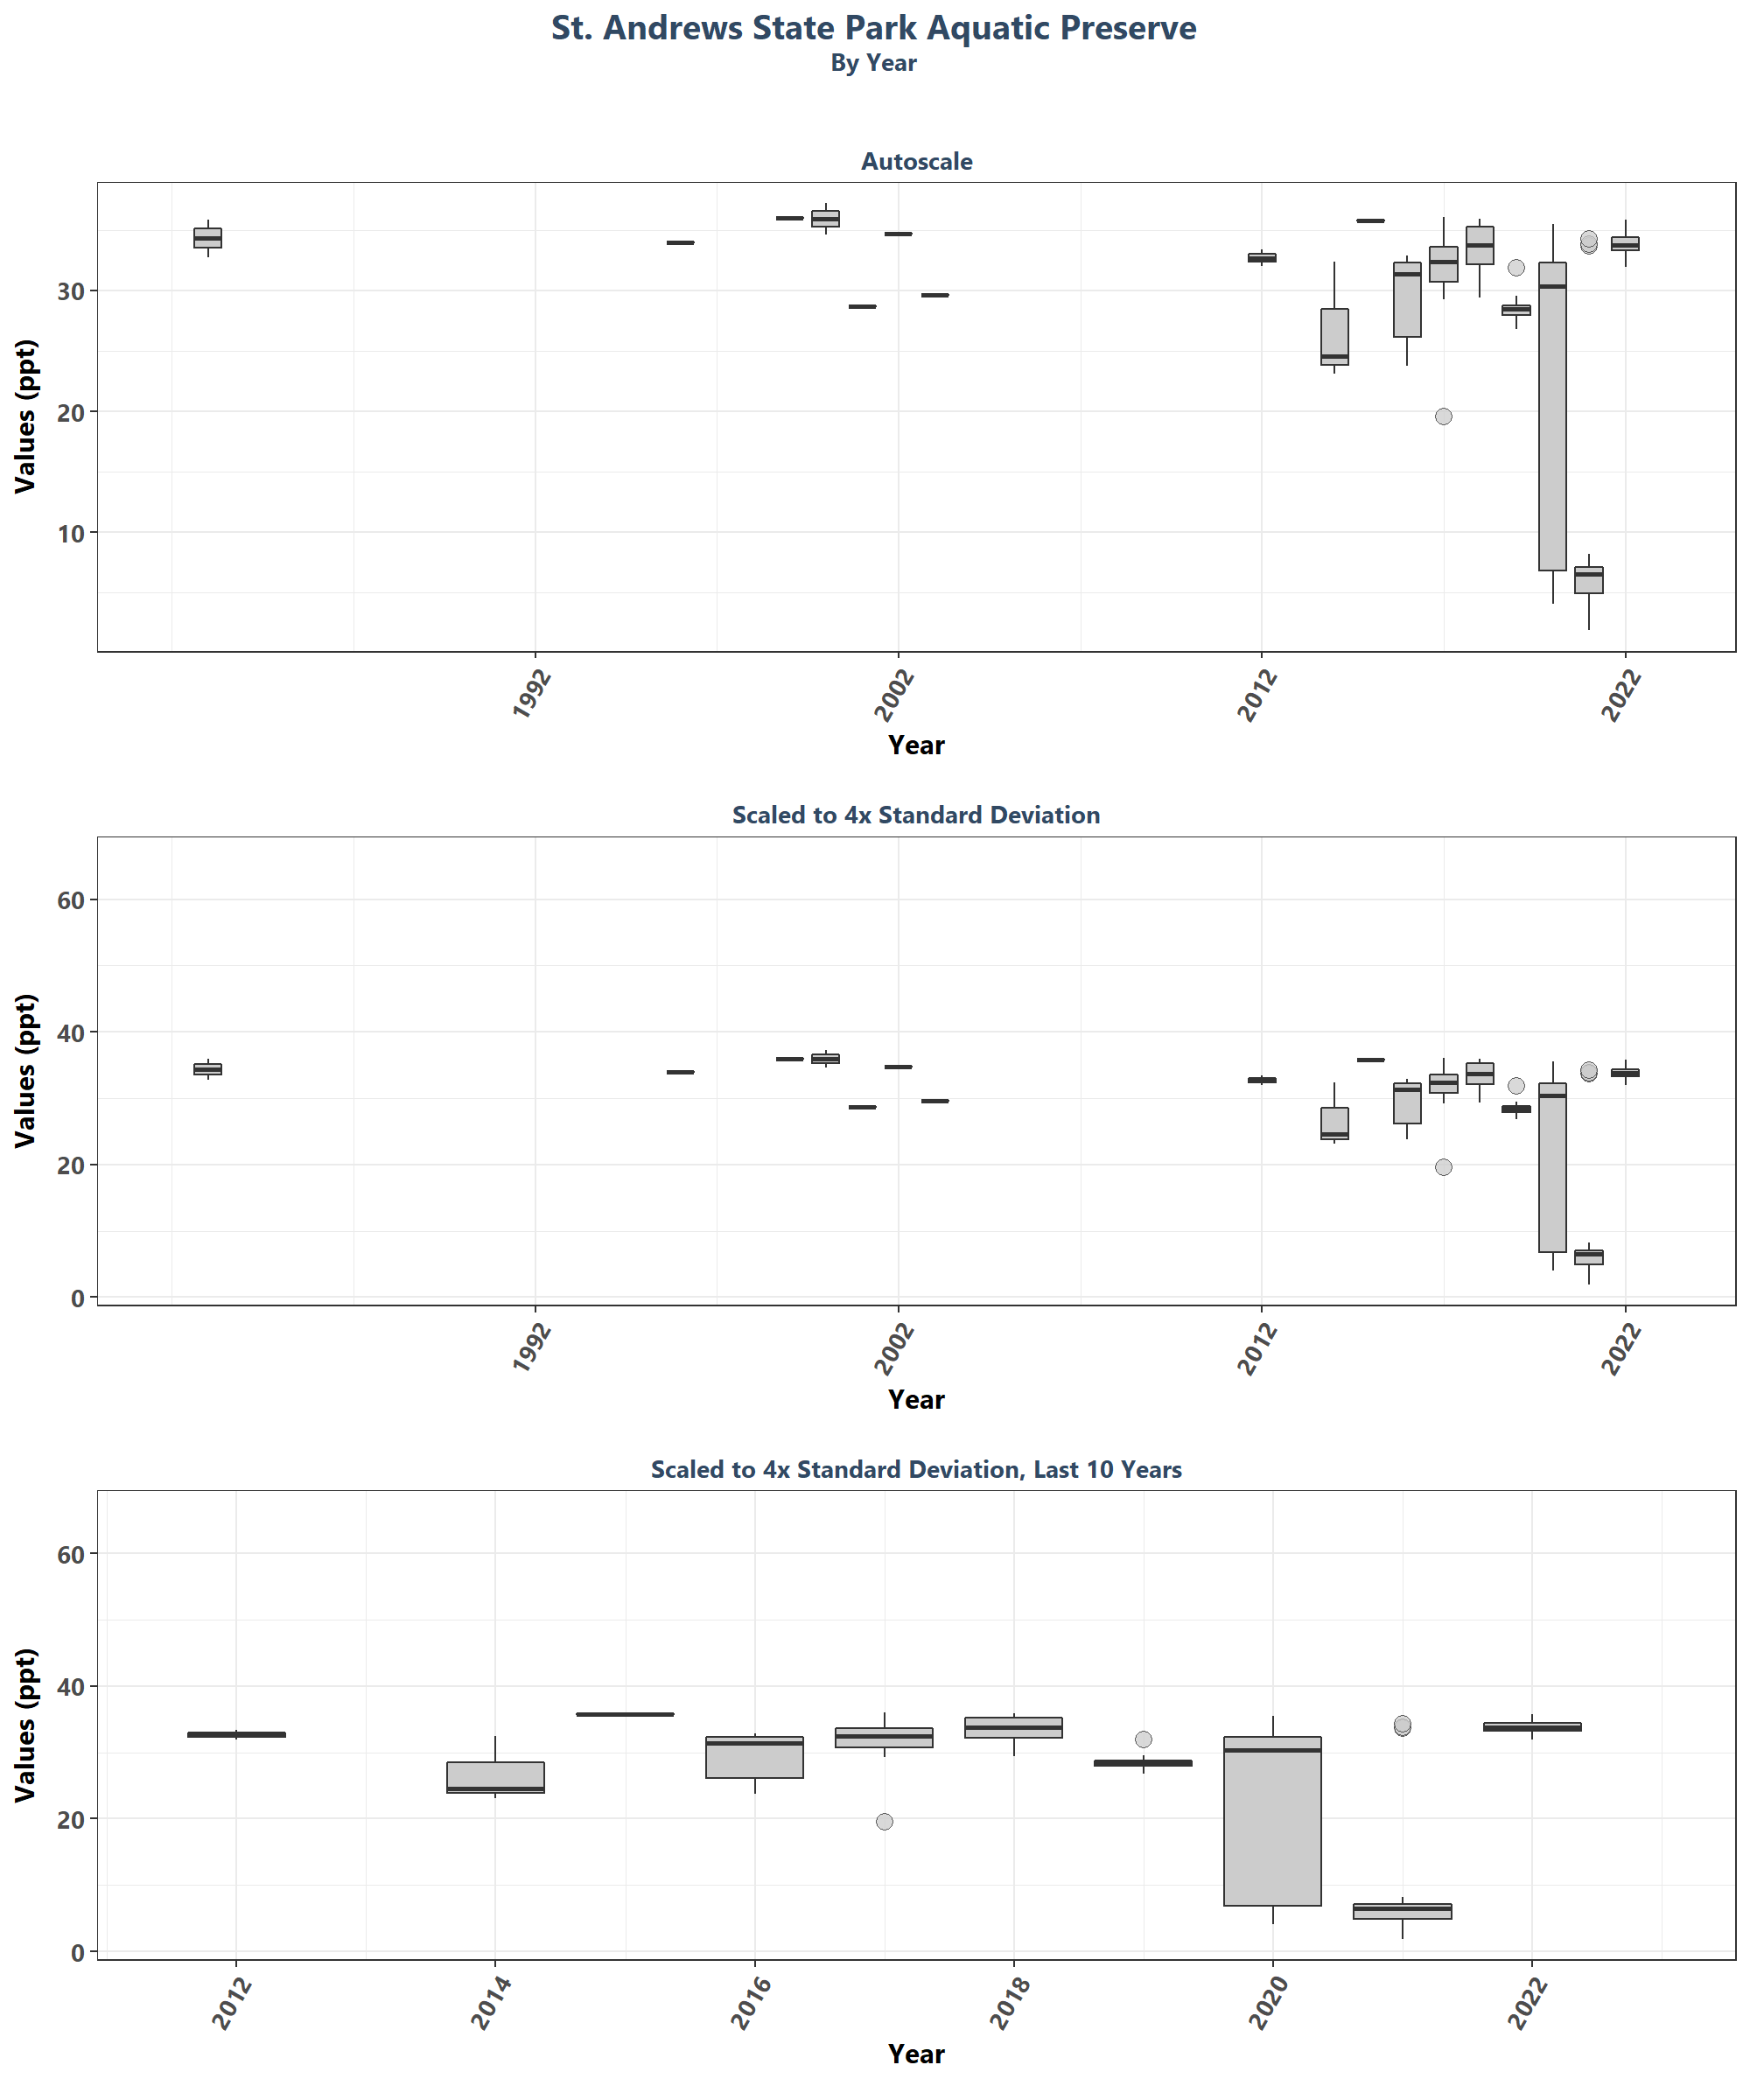 St. Andrews State Park Aquatic Preserve
By Year
Autoscale
Values (ppt)
30
20
10
1992
2002
2012
2022
Year
Scaled to 4x Standard Deviation
Values (ppt)
60
40
20
0
1992
2002
2012
2022
Year
Scaled to 4x Standard Deviation, Last 10 Years
Values (ppt)
60
40
20
0
2012
2014
2016
2018
2020
2022
Year